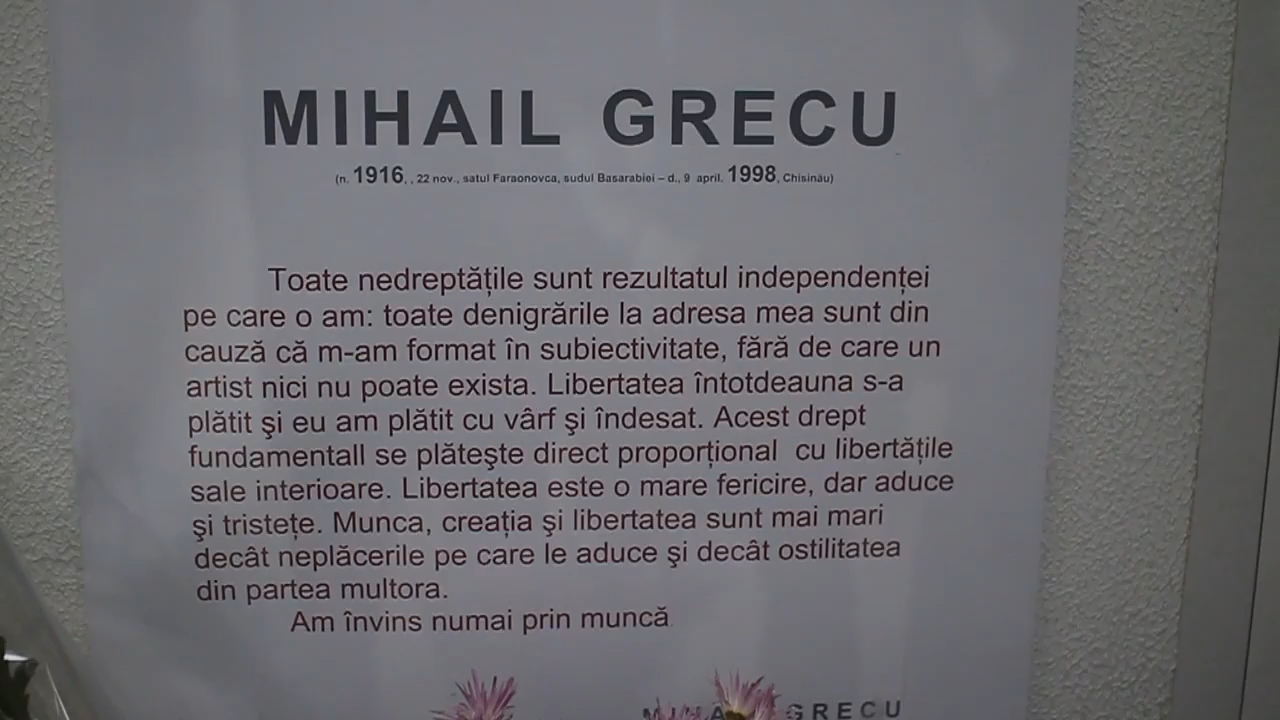 MIHAIL GRECU
(n. 1916, , 22 nov., satul Faraonovca, sudul Basarabiei – d., 9 april. 1998, Chisinău)
Toate nedreptățile sunt rezultatul independenței
pe care o am: toate denigrările la adresa mea sunt din
cauză că m-am format în subiectivitate, fără de care un
artist nici nu poate exista. Libertatea întotdeauna s-a
plătit şi eu am plătit cu vârf şi îndesat. Acest drept
fundamentall se plăteşte direct proporțional cu libertățile
sale interioare. Libertatea este o mare fericire, dar aduce
şi tristețe. Munca, creația şi libertatea sunt mai mari
decât neplăcerile pe care le aduce şi decât ostilitatea
din partea multora.
Am învins numai prin muncă
GRECU